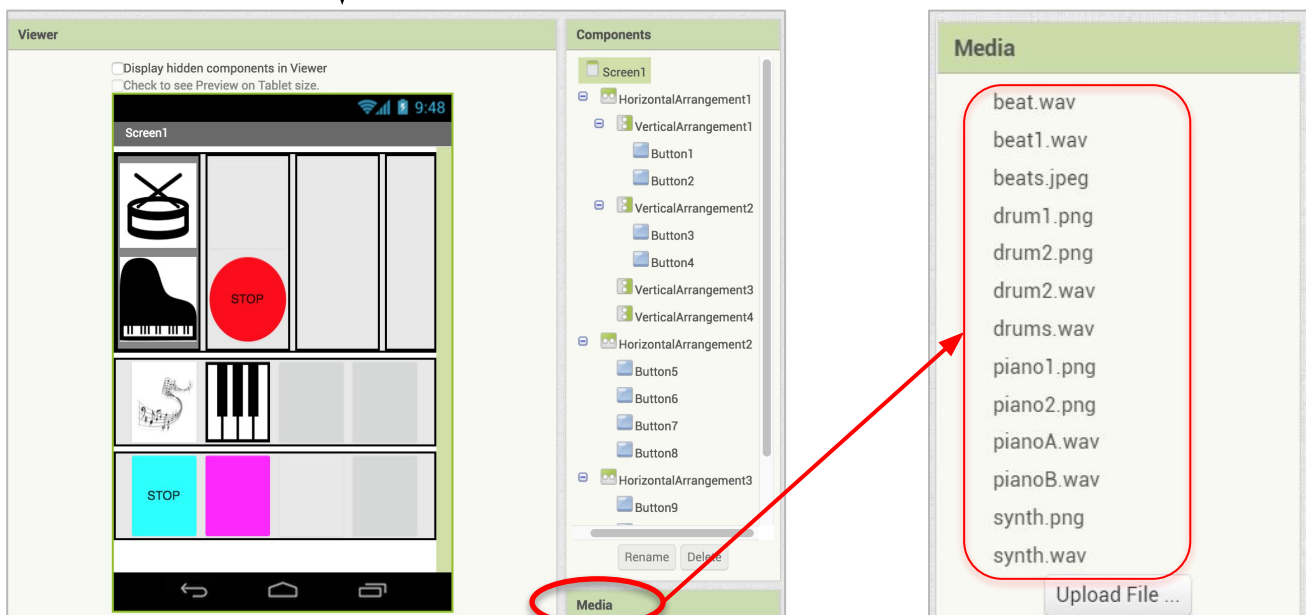 Viewer
Display hidden components in Viewer
Check to see Preview on Tablet size.
9:48
Screen1
STOP
STOP
Components
Screen1
HorizontalArrangement1
VerticalArrangement1
Button1
Button2
VerticalArrangement2
Button3
Button4
VerticalArrangement3
VerticalArrangement4
HorizontalArrangement2
Button5
Button6
Button7
Button8
HorizontalArrangement3
Button9
Rename Delete
Media
Media
beat.wav
beat1.wav
beats.jpeg
drum1.png
drum2.png
drum2.wav
drums.wav
piano1.png
piano2.png
pianoA.wav
pianoB.wav
synth.png
synth.wav
Upload File ...